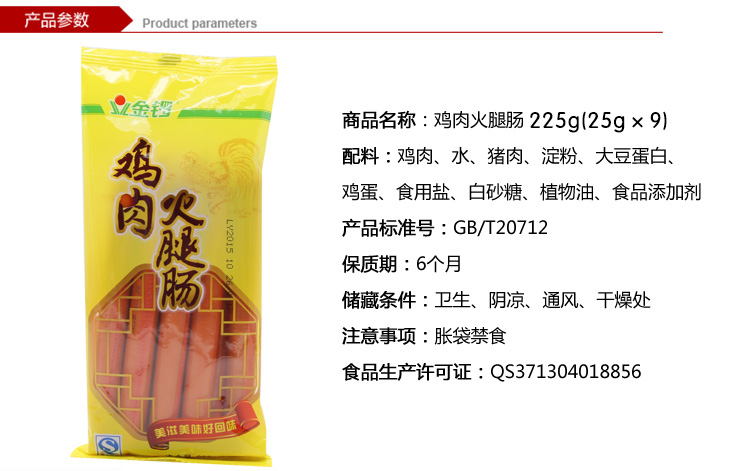 产品参数
Product parameters
金锣
鸡肉
火腿肠
LY2015 10
美滋美味好回味
商品名称：鸡肉火腿肠 225g(25g × 9)
配料：鸡肉、水、猪肉、淀粉、大豆蛋白、
鸡蛋、食用盐、白砂糖、植物油、食品添加剂
产品标准号：GB/T20712
保质期：6个月
储藏条件：卫生、阴凉、通风、干燥处
注意事项：胀袋禁食
食品生产许可证：QS371304018856